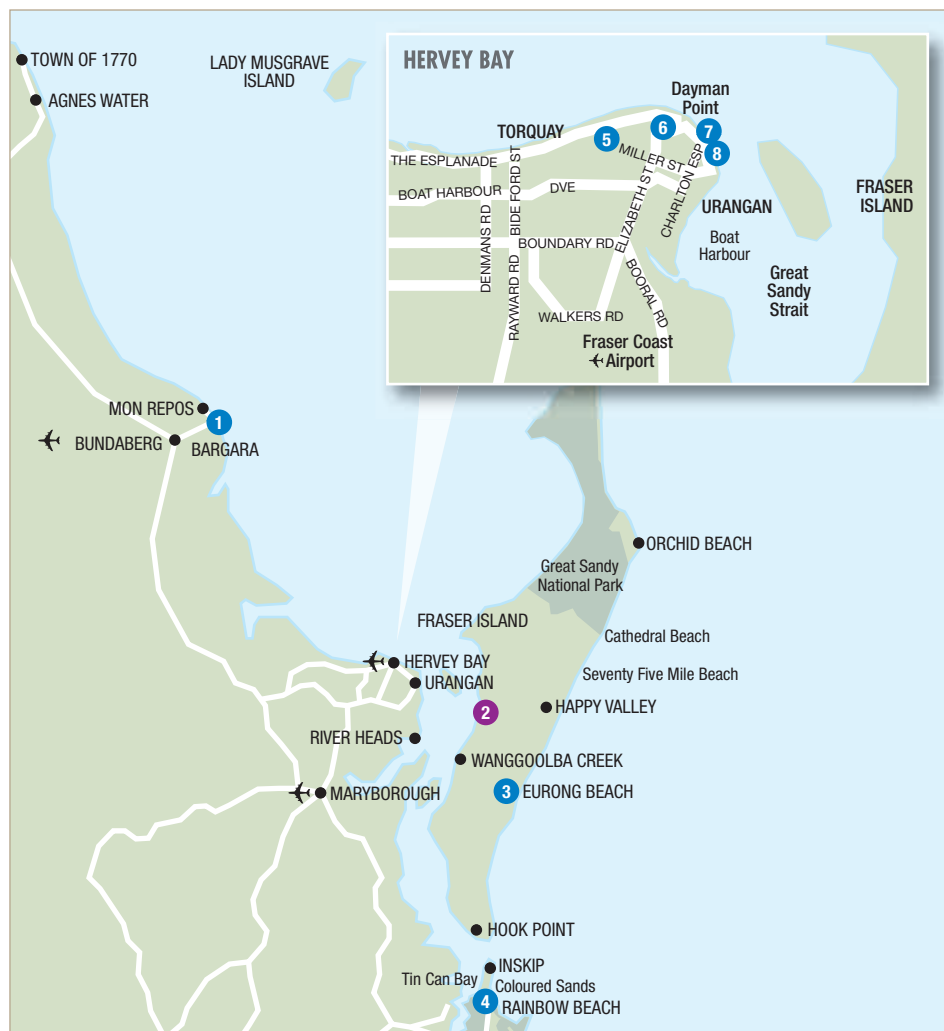 TOWN OF 1770
AGNES WATER
LADY MUSGRAVE
ISLAND
HERVEY BAY
Dayman
Point
TORQUAY
5
6
7
8
THE ESPLANADE
MILLER ST
BOAT HARBOUR
DVE
BIDE FORD ST
DENMANS RD
RAYWARD RD
BOUNDARY RD
ELIZABETH ST
CHARLTON ESP
BOORAL RD
WALKERS RD
URANGAN
Boat
Harbour
FRASER
ISLAND
Great
Sandy
Strait
Fraser Coast
Airport
MON REPOS
1
BUNDABERG
BARGARA
ORCHID BEACH
Great Sandy
National Park
FRASER ISLAND
Cathedral Beach
HERVEY BAY
Seventy Five Mile Beach
URANGAN
2
HAPPY VALLEY
RIVER HEADS
WANGGOOLBA CREEK
MARYBOROUGH
3
EURONG BEACH
HOOK POINT
INSKIP
Tin Can Bay
Coloured Sands
4
RAINBOW BEACH